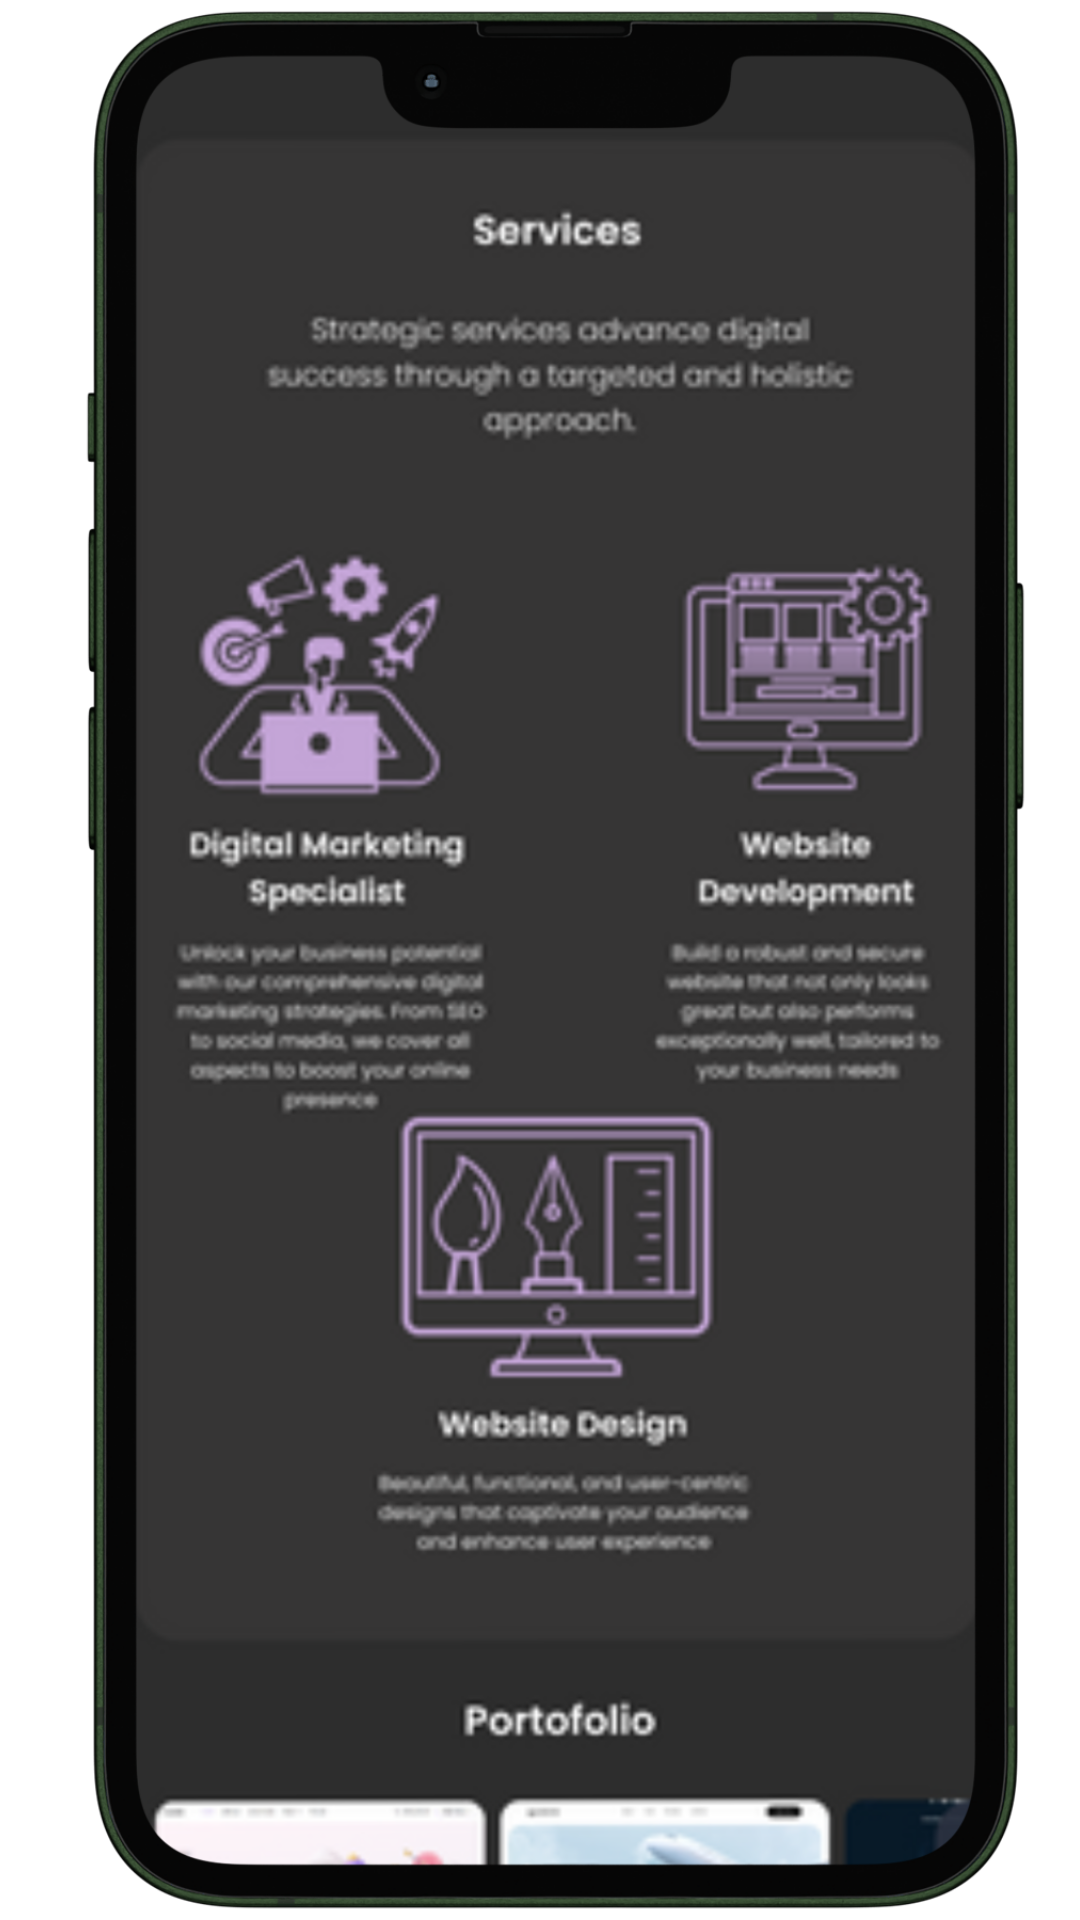 Services
Strategic services advance digital
success through a targeted and holistic
approach.
Digital Marketing
Specialist
Unlock your business potential
with our comprehensive digital
marketing strategies. From SEO
to social media, we cover all
aspects to boost your online
presence
Website
Development
Build a robust and secure
website that not only looks
great but also performs
exceptionally well, tailored to
your business needs
Website Design
Beautiful, functional, and user-centric
designs that captivate your audience
and enhance user experience
Portofolio